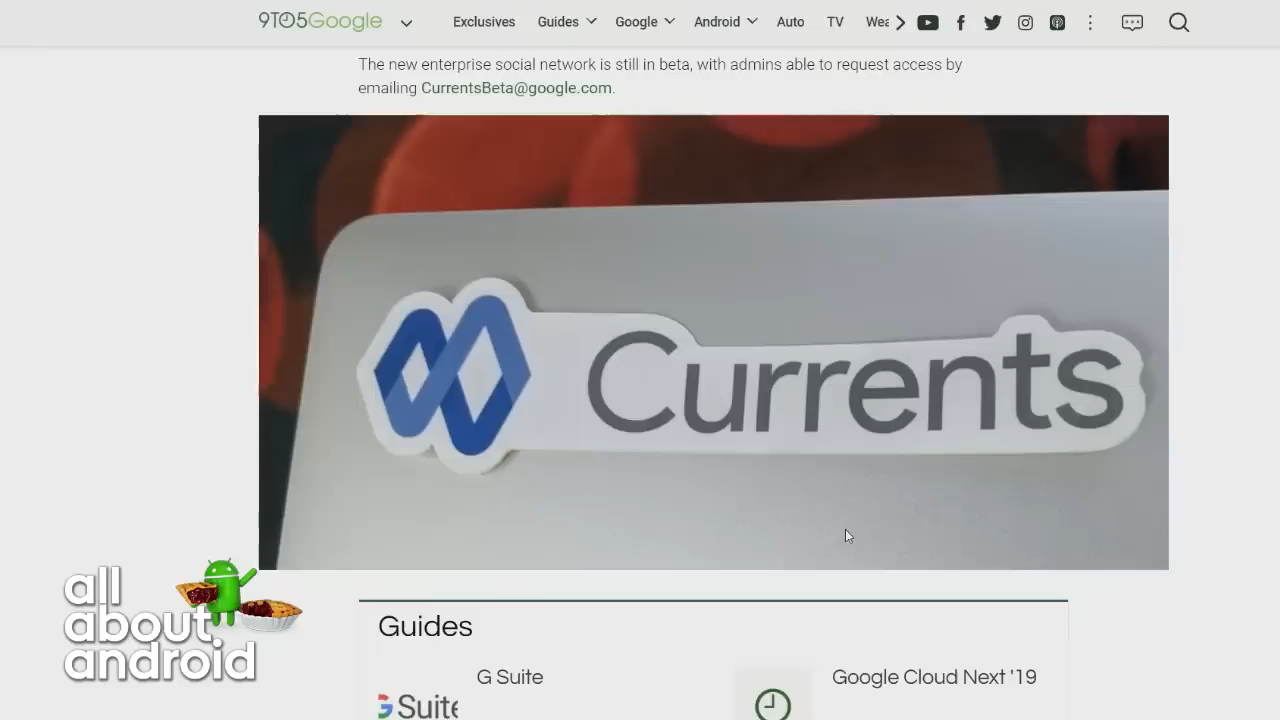 9TO5Google
Exclusives Guides Google Android Auto TV Wea
The new enterprise social network is still in beta, with admins able to request access by
emailing CurrentsBeta@google.com.
Currents
all
about
android
Guides
G Suite
Google Cloud Next '19
G Suite